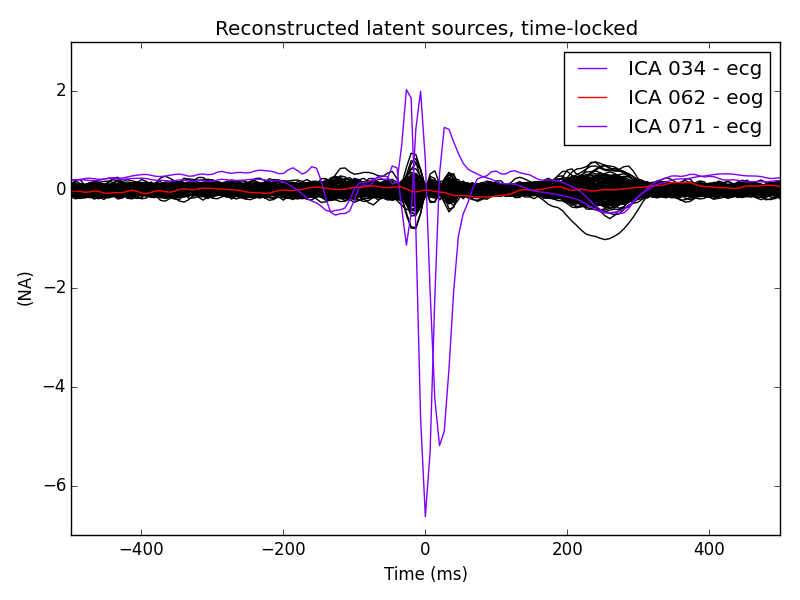 Reconstructed latent sources, time-locked
ICA 034 - ecg
ICA 062 - eog
ICA 071 - ecg
2
0
−2
−4
−6
(NA)
−400 −200 0 200 400
Time (ms)